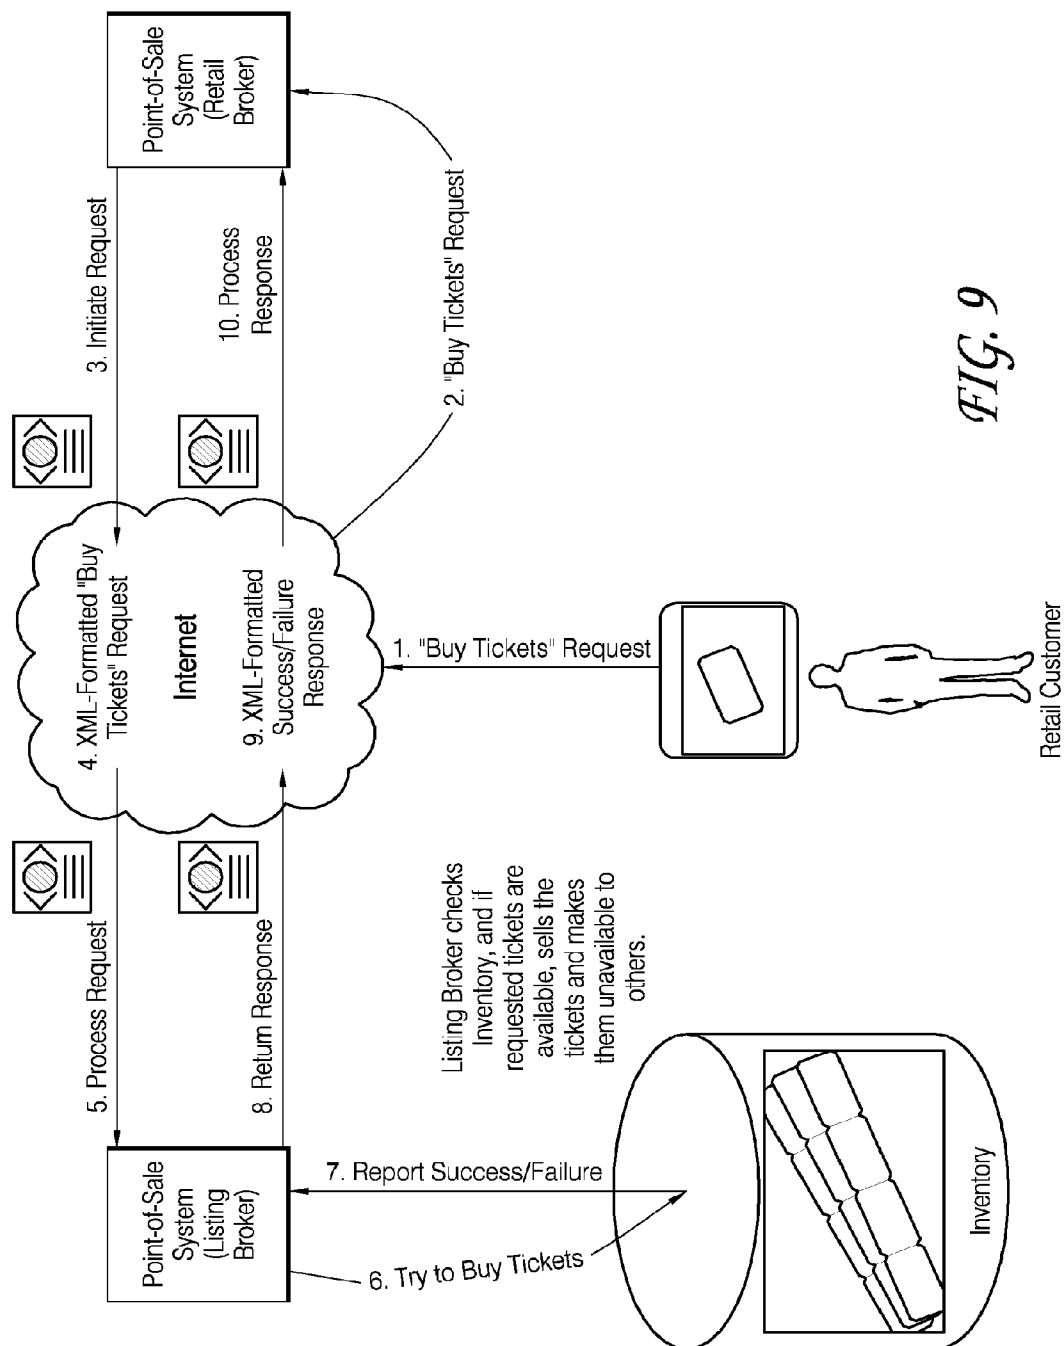 Point-of-Sale
System
(Listing
Broker)
5. Process Request
8. Return Response
4. XML-Formatted "Buy
Tickets" Request
Internet
9. XML-Formatted
Success/Failure
Response
3. Initiate Request
10. Process
Response
Point-of-Sale
System
(Retail
Broker)
7. Report Success/Failure
6. Try to Buy Tickets
Listing Broker checks
Inventory, and if
requested tickets are
available, sells the
tickets and makes
them unavailable to
others.
1. "Buy Tickets" Request
2. "Buy Tickets" Request
Inventory
Retail Customer
FIG. 9